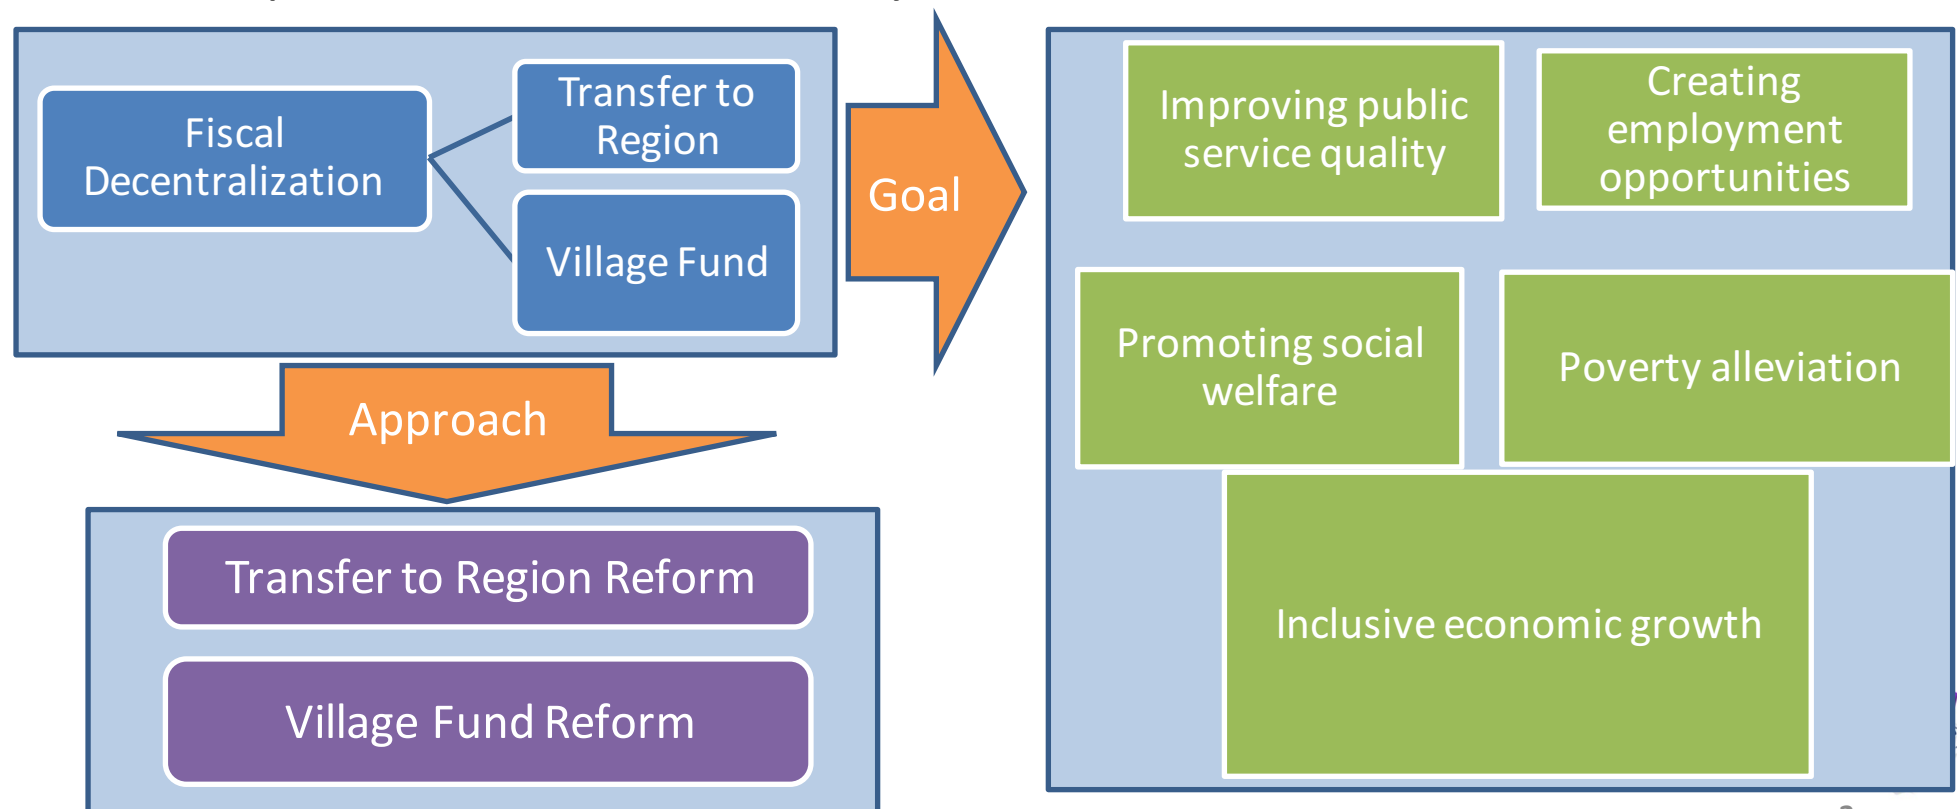 Fiscal
Decentralization
Transfer to
Region
Village Fund
Goal
Approach
Transfer to Region Reform
Village Fund Reform
Improving public
service quality
Creating
employment
opportunities
Promoting social
welfare
Poverty alleviation
Inclusive economic growth